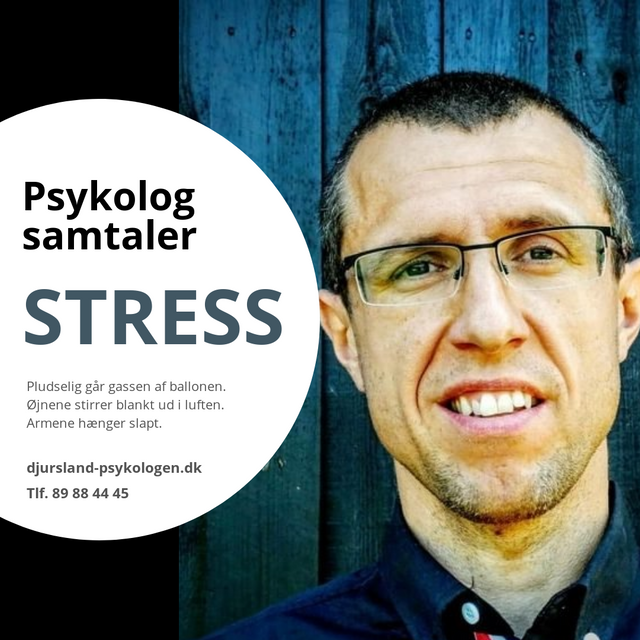 Psykolog
samtaler
STRESS
Pludselig går gassen af ballonen.
Øjnene stirrer blankt ud i luften.
Armene hænger slapt.
djursland-psykologen.dk
Tlf. 89 88 44 45